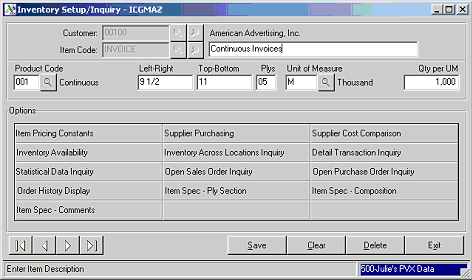 Inventory Setup/Inquiry - ICGMAZ
Customer: 00100 American Advertising, Inc.
Item Code: INVOICE Continuous Invoices
Product Code Left-Right Top-Bottom Plys Unit of Measure Qty per UM
001 Continuous 9 1/2 11 05 M Thousand 1,000
Options
Item Pricing Constants Supplier Purchasing Supplier Cost Comparison
Inventory Availability Inventory Across Locations Inquiry Detail Transaction Inquiry
Statistical Data Inquiry Open Sales Order Inquiry Open Purchase Order Inquiry
Order History Display Item Spec - Ply Section Item Spec - Composition
Item Spec - Comments
Save Clear Delete Exit
Enter Item Description 500-Julie's PVX Data